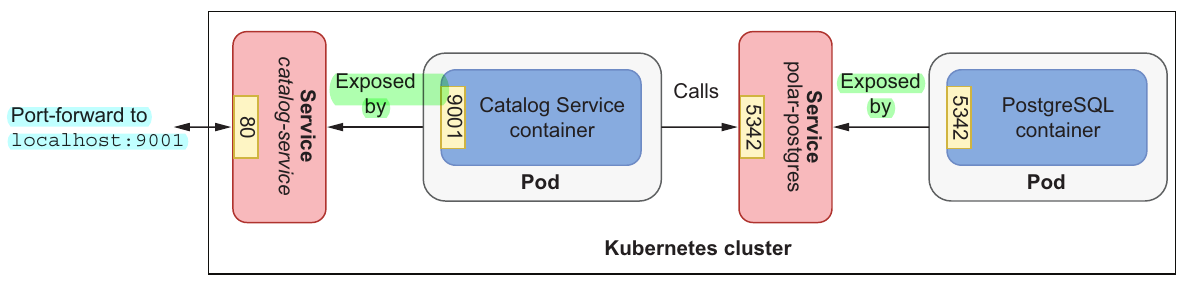 Port-forward to
localhost:9001
80
Service
catalog-service
Exposed
by
9001
Catalog Service
container
Pod
Calls
5342
Service
polar-postgres
Exposed
by
5342
PostgreSQL
container
Pod
Kubernetes cluster